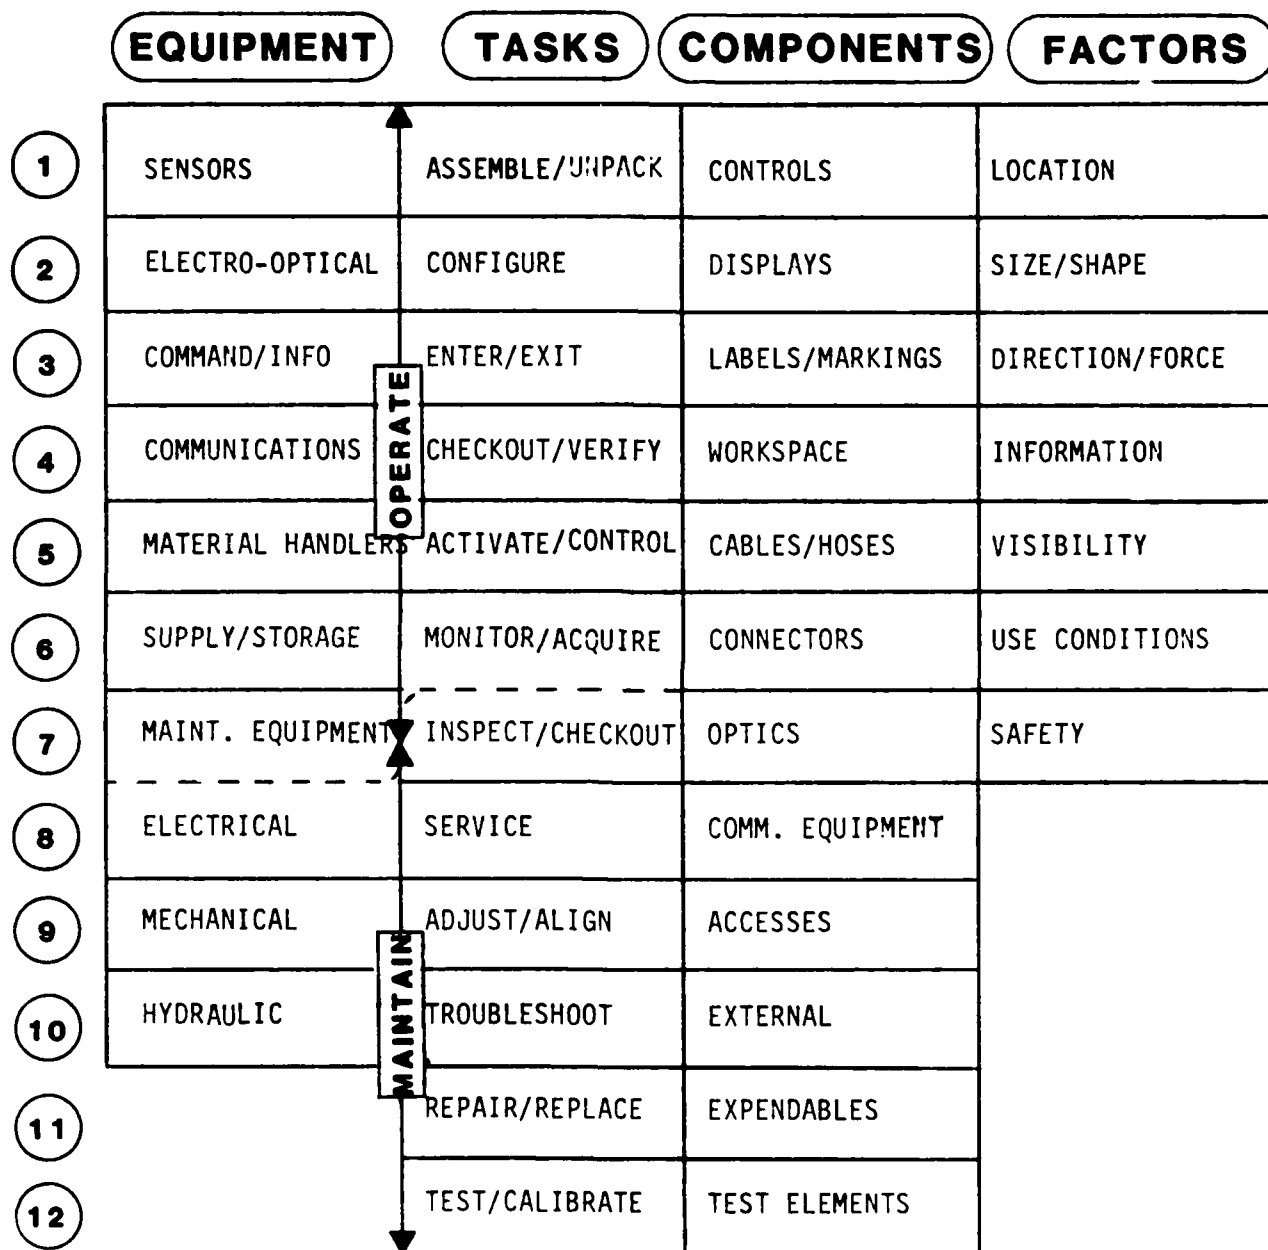 EQUIPMENT TASKS COMPONENTS FACTORS
1 SENSORS ASSEMBLE/UNPACK CONTROLS LOCATION
2 ELECTRO-OPTICAL CONFIGURE DISPLAYS SIZE/SHAPE
3 COMMAND/INFO ENTER/EXIT LABELS/MARKINGS DIRECTION/FORCE
OPERATE
4 COMMUNICATIONS CHECKOUT/VERIFY WORKSPACE INFORMATION
5 MATERIAL HANDLERS ACTIVATE/CONTROL CABLES/HOSES VISIBILITY
6 SUPPLY/STORAGE MONITOR/ACQUIRE CONNECTORS USE CONDITIONS
7 MAINT. EQUIPMENT INSPECT/CHECKOUT OPTICS SAFETY
8 ELECTRICAL SERVICE COMM. EQUIPMENT
9 MECHANICAL ADJUST/ALIGN ACCESSES
MAINTAIN
10 HYDRAULIC TROUBLESHOOT EXTERNAL
11 REPAIR/REPLACE EXPENDABLES
12 TEST/CALIBRATE TEST ELEMENTS